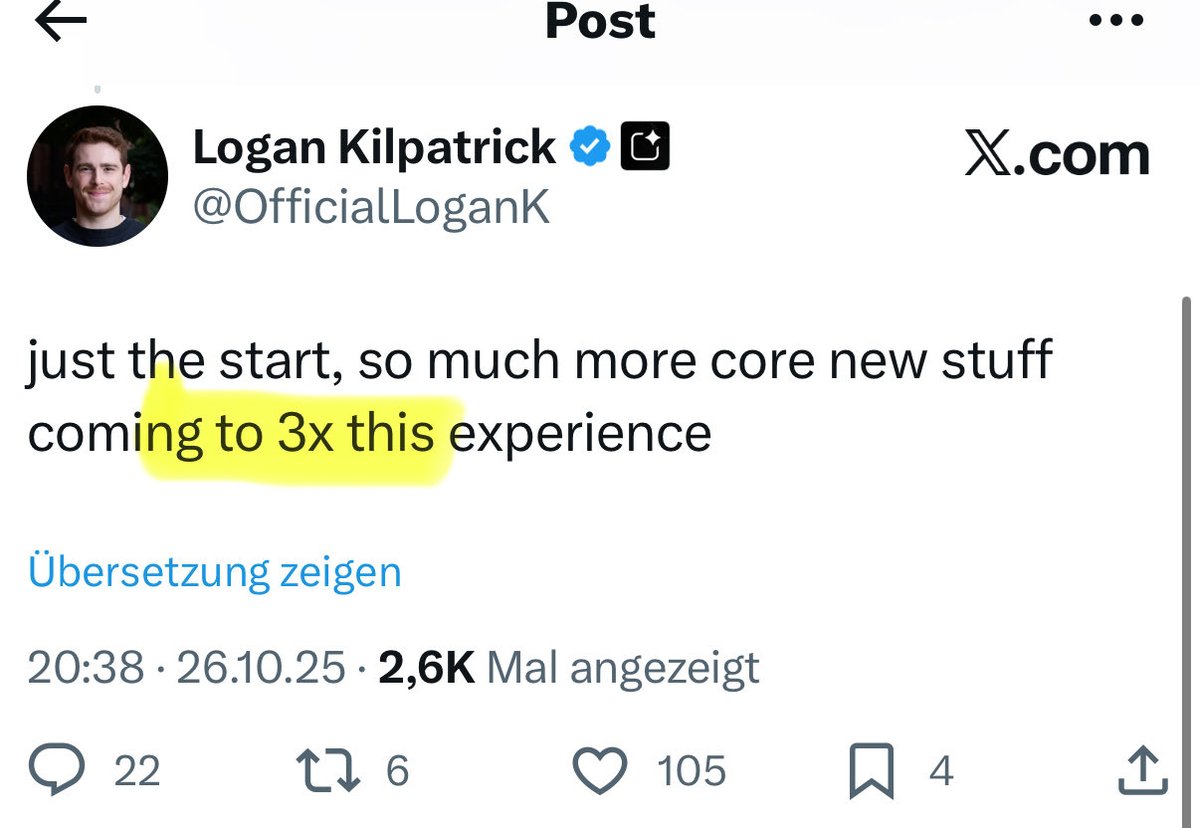 Post
Logan Kilpatrick
@OfficialLoganK
X.com
just the start, so much more core new stuff
coming to 3x this experience
Übersetzung zeigen
20:38 · 26.10.25 · 2,6K Mal angezeigt
22 6 105 4